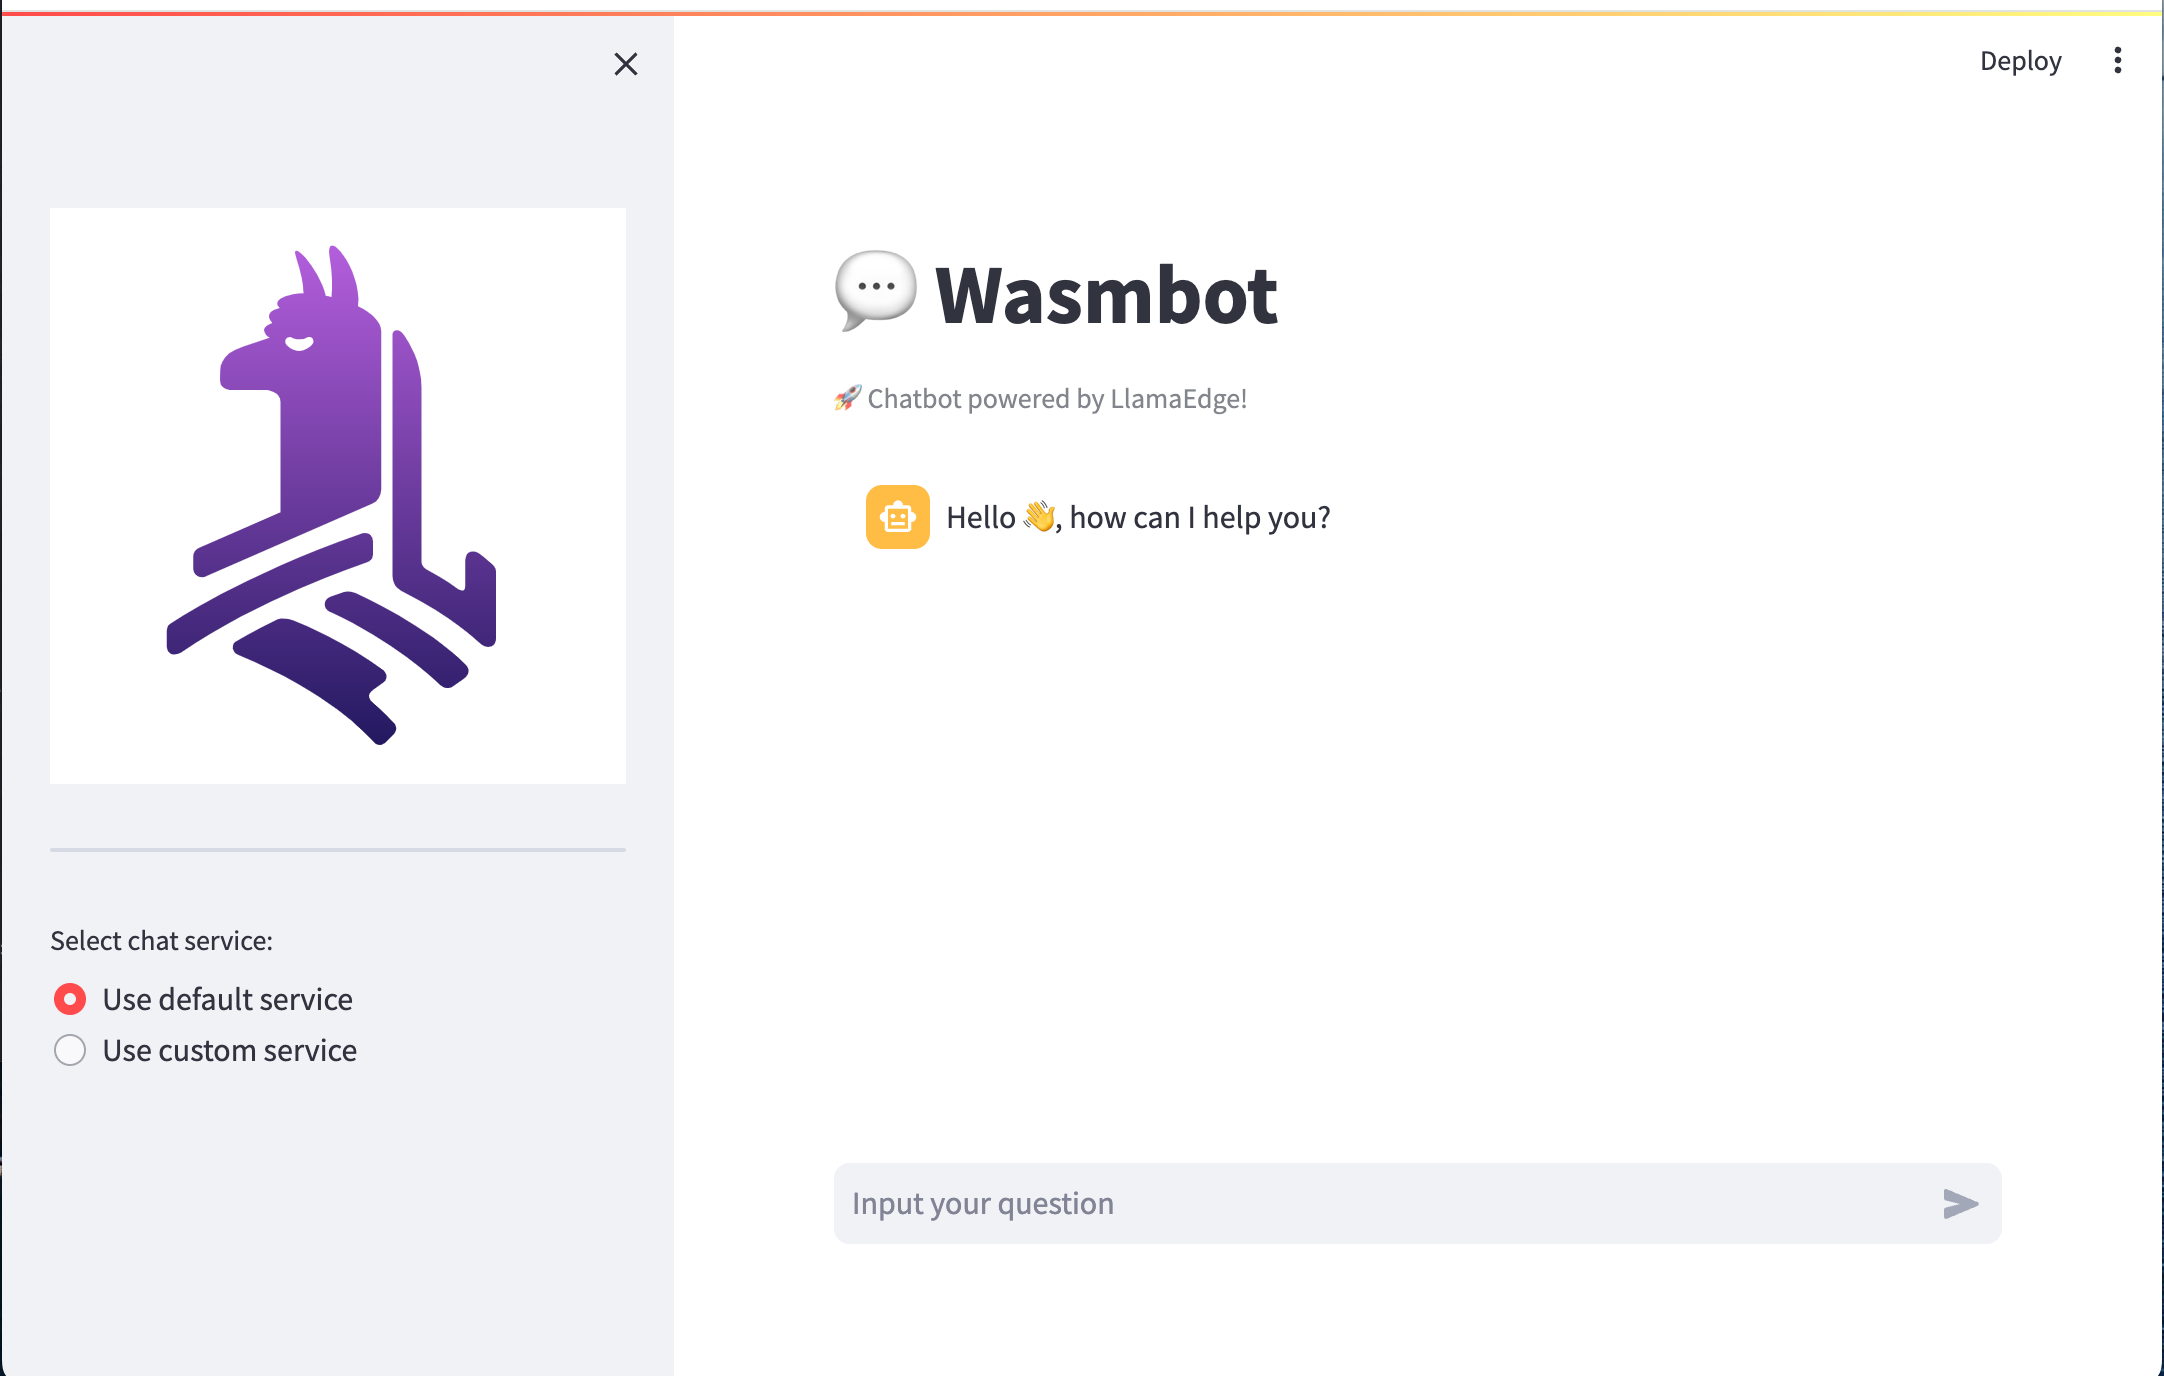 Deploy
💬 Wasmbot
🚀 Chatbot powered by LlamaEdge!
Hello 👋, how can I help you?
Select chat service:
Use default service
Use custom service
Input your question